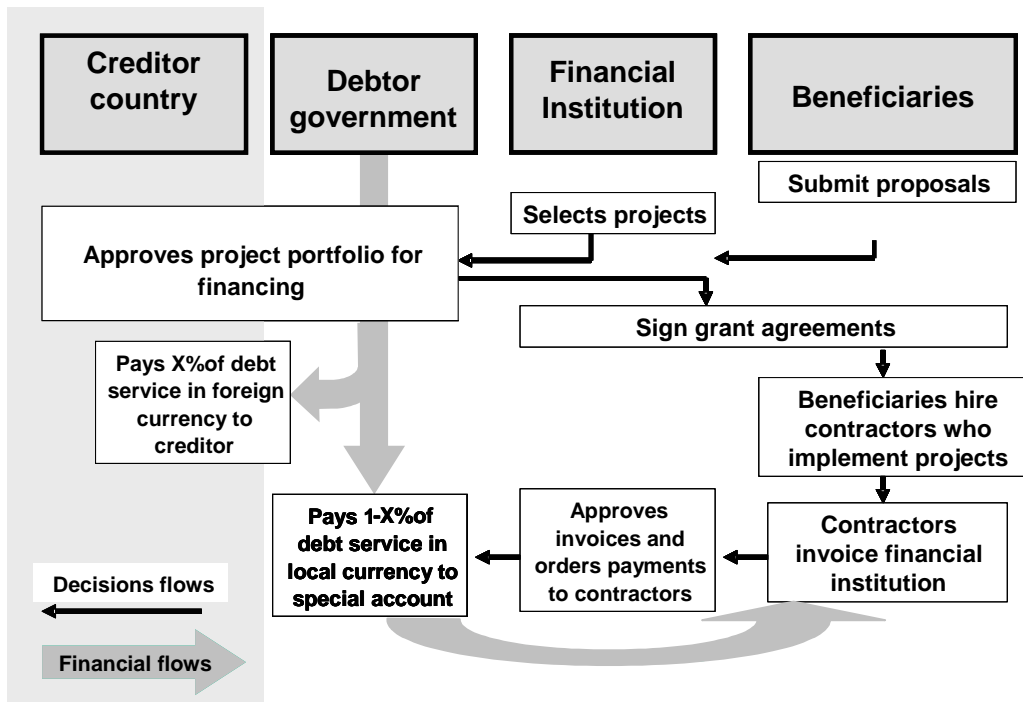 Creditor
country
Debtor
government
Financial
Institution
Beneficiaries
Submit proposals
Selects projects
Approves project portfolio for
financing
Sign grant agreements
Pays X%of debt
service in foreign
currency to
creditor
Beneficiaries hire
contractors who
implement projects
Pays 1-X%of
debt service in
local currency to
special account
Approves
invoices and
orders payments
to contractors
Contractors
invoice financial
institution
Decisions flows
Financial flows